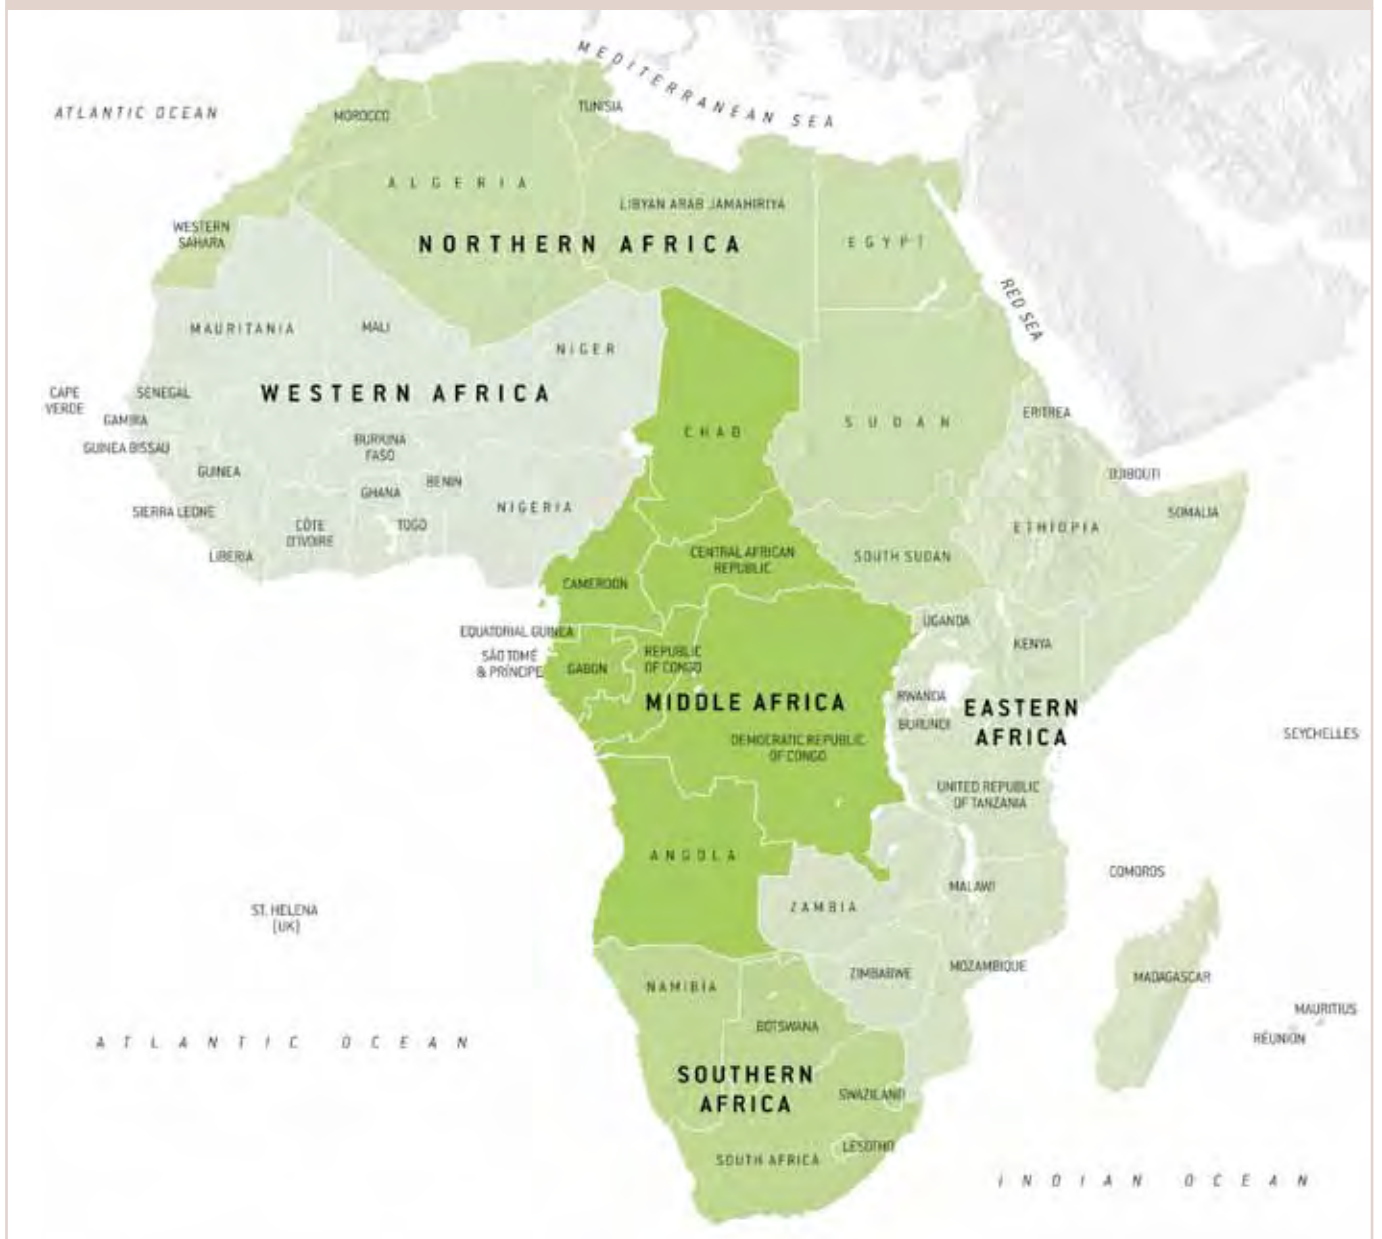 MEDITERRANEAN SEA
ATLANTIC OCEAN
TUNISIA
MOROCCO
ALGERIA
LIBYAN ARAB JAMAHIRIYA
WESTERN
SAHARA
NORTHERN AFRICA
EGYPT
RED SEA
MAURITANIA
MALI
NIGER
CAPE
VERDE
SENEGAL
WESTERN AFRICA
GAMBIA
CHAD
SUDAN
ERITREA
GUINEA BISSAU
BURKINA
FASO
GUINEA
BENIN
GHANA
DJIBOUTI
SIERRA LEONE
CÔTE
D'IVOIRE
TOGO
NIGERIA
SOMALIA
ETHIOPIA
LIBERIA
CENTRAL AFRICAN
REPUBLIC
SOUTH SUDAN
CAMEROON
EQUATORIAL GUINEA
UGANDA
SÃO TOMÉ
& PRÍNCIPE
GABON
REPUBLIC
OF CONGO
KENYA
MIDDLE AFRICA
RWANDA
BURUNDI
EASTERN
AFRICA
SEYCHELLES
DEMOCRATIC REPUBLIC
OF CONGO
UNITED REPUBLIC
OF TANZANIA
ANGOLA
COMOROS
MALAWI
ST. HELENA
(UK)
ZAMBIA
ZIMBABWE
MOZAMBIQUE
MADAGASCAR
NAMIBIA
BOTSWANA
MAURITIUS
RÉUNION
ATLANTIC OCEAN
SOUTHERN
AFRICA
SWAZILAND
LESOTHO
SOUTH AFRICA
INDIAN OCEAN